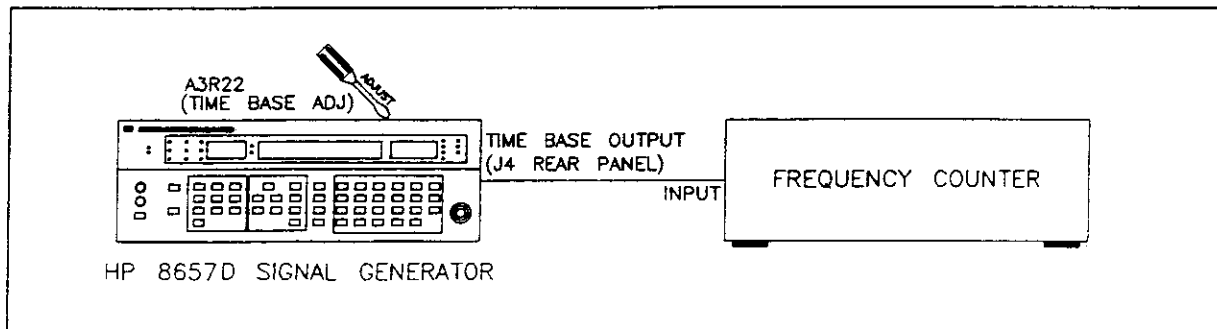 A3R22
(TIME BASE ADJ)
ADJUST
TIME BASE OUTPUT
(J4 REAR PANEL)
INPUT
FREQUENCY COUNTER
HP 8657D SIGNAL GENERATOR